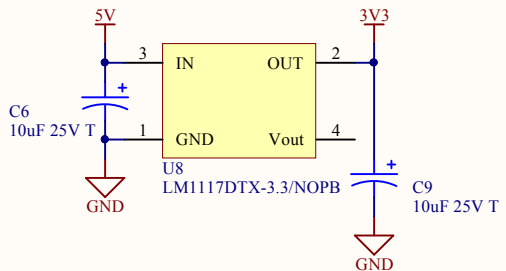 5V
3V3
3
IN
OUT
2
C6
10uF 25V T
1
GND
Vout
4
U8
LM1117DTX-3.3/NOPB
C9
10uF 25V T
GND
GND